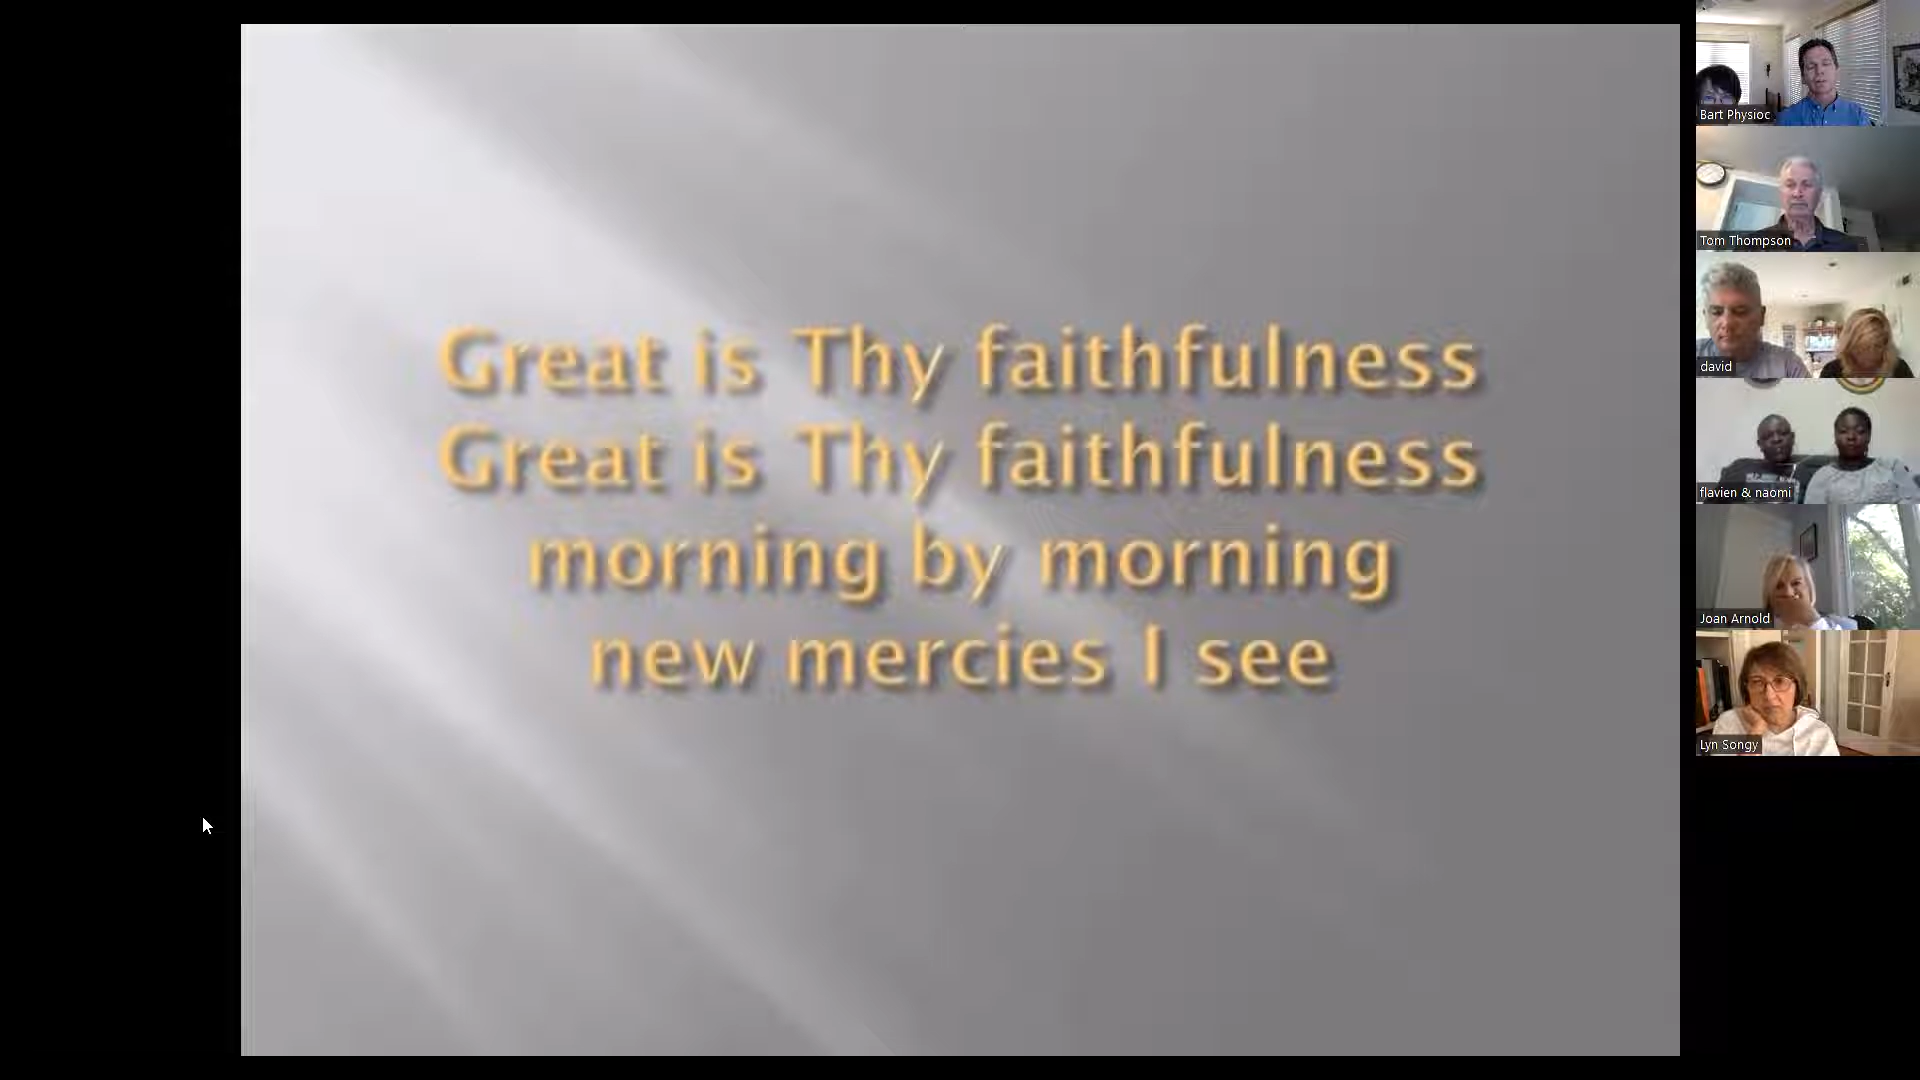 Great is Thy faithfulness
Great is Thy faithfulness
morning by morning
new mercies I see
Bart Physioc
Tom Thompson
david
flavien & naomi
Joan Arnold
Lyn Songy